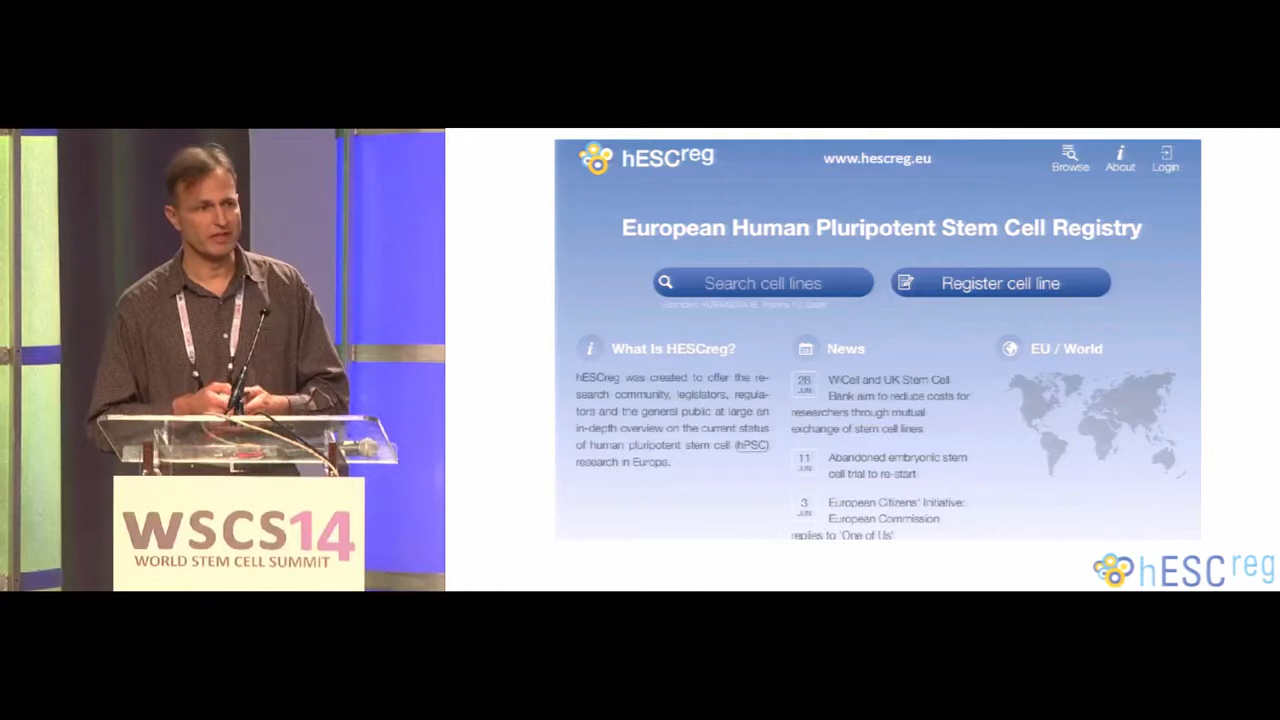 WSCS14
WORLD STEM CELL SUMMIT
hESCreg
www.hescreg.eu
Browse
About
Login
European Human Pluripotent Stem Cell Registry
Search cell lines
Register cell line
What Is HESCreg?
hESCreg was created to offer the re-
search community, legislators, regula-
tors and the general public at large an
in-depth overview on the current status
of human pluripotent stem cell (hPSC)
research in Europe.
News
26
JUN
WiCell and UK Stem Cell
Bank aim to reduce costs for
researchers through mutual
exchange of stem cell lines
11
JUN
Abandoned embryonic stem
cell trial to re-start
3
JUN
European Citizens' Initiative:
European Commission
replies to 'One of Us'
EU / World
hESCreg